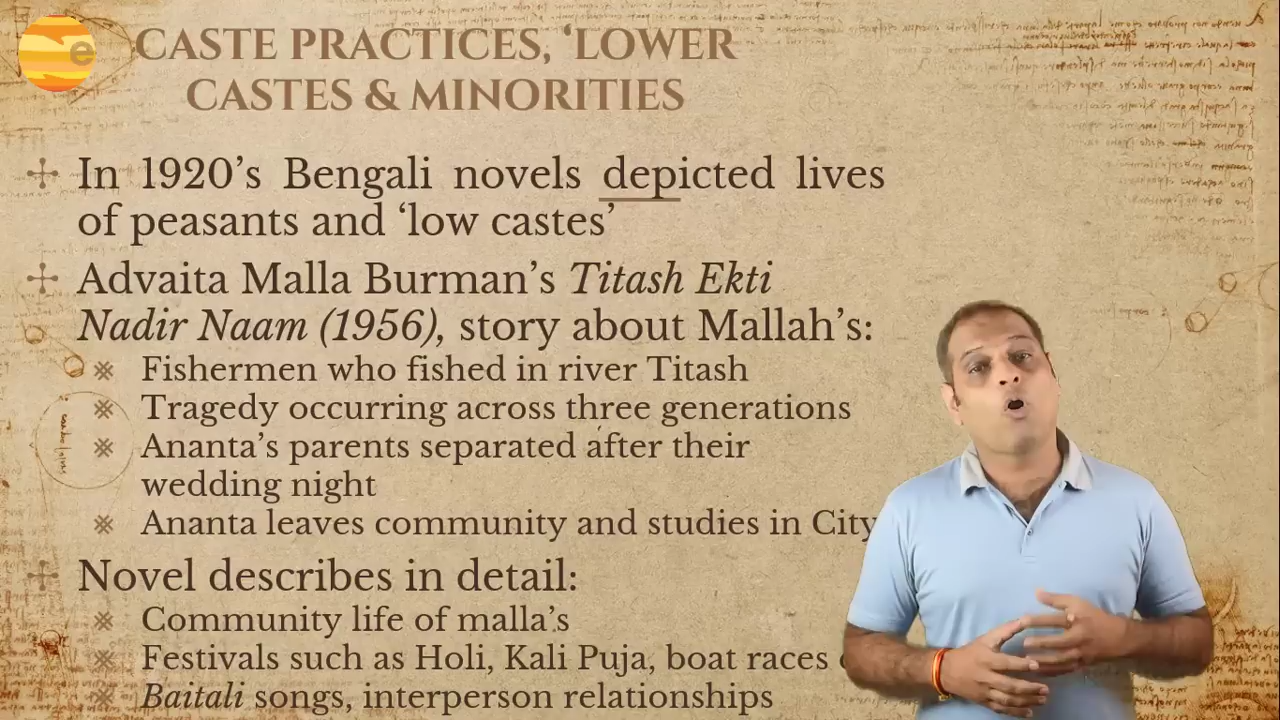 e
CASTE PRACTICES, ‘LOWER
CASTES & MINORITIES
In 1920’s Bengali novels depicted lives
of peasants and ‘low castes’
Advaita Malla Burman’s Titash Ekti
Nadir Naam (1956), story about Mallah’s:
Fishermen who fished in river Titash
Tragedy occurring across three generations
Ananta’s parents separated after their
wedding night
Ananta leaves community and studies in City
Novel describes in detail:
Community life of malla’s
Festivals such as Holi, Kali Puja, boat races
Baitali songs, interperson relationships